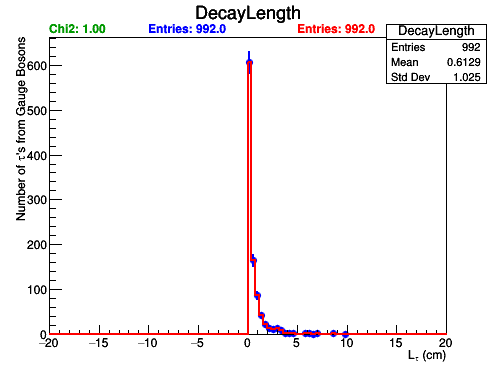 DecayLength
Chi2: 1.00 Entries: 992.0 Entries: 992.0
DecayLength
Entries 992
Mean 0.6129
Std Dev 1.025
Number of τ's from Gauge Bosons
600
500
400
300
200
100
0
−20 −15 −10 −5 0 5 10 15 20
L τ (cm)